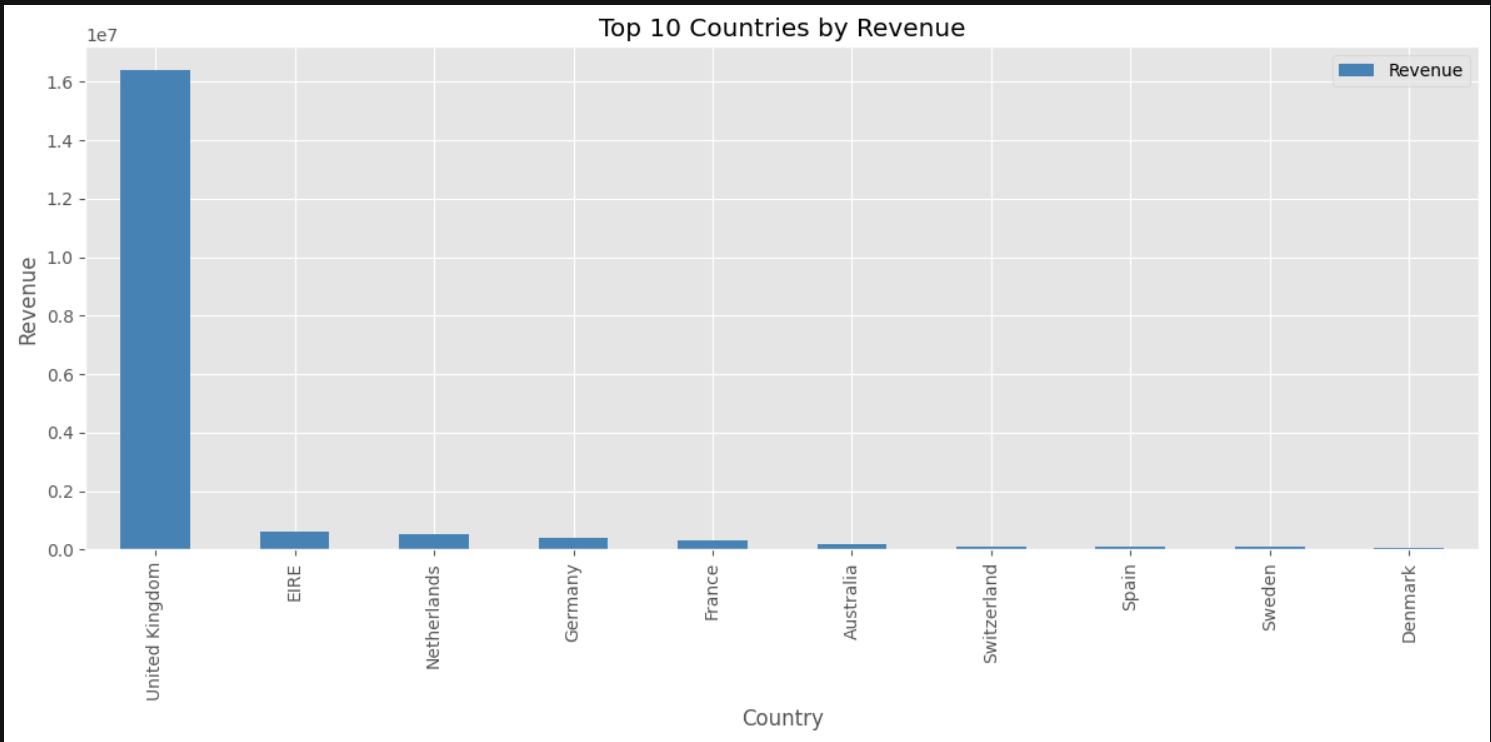 Top 10 Countries by Revenue
1e7
Revenue
1.6
1.4
1.2
1.0
0.8
0.6
0.4
0.2
0.0
Revenue
United Kingdom
EIRE
Netherlands
Germany
France
Australia
Switzerland
Spain
Sweden
Denmark
Country